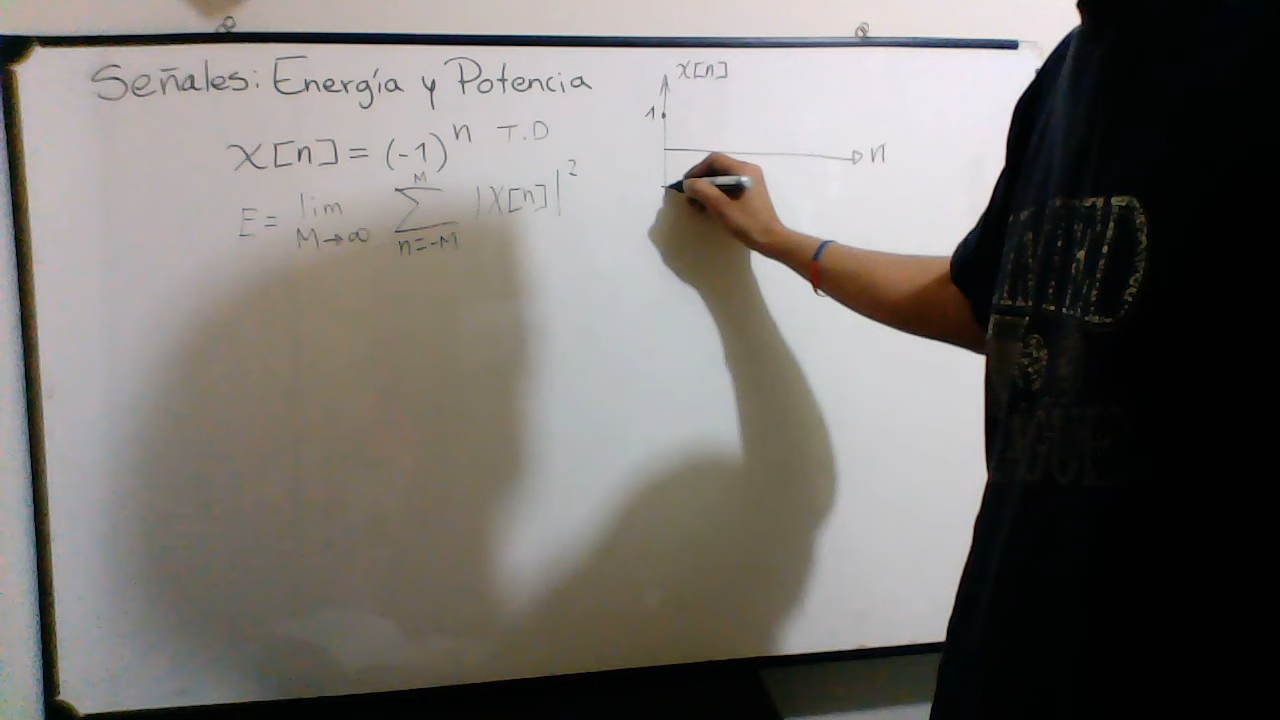 Señales: Energía y Potencia
x[n] = (-1)^n T.D
E = lim M→∞ ∑ n=-M M |X[n]|^2
x[n]
1
n